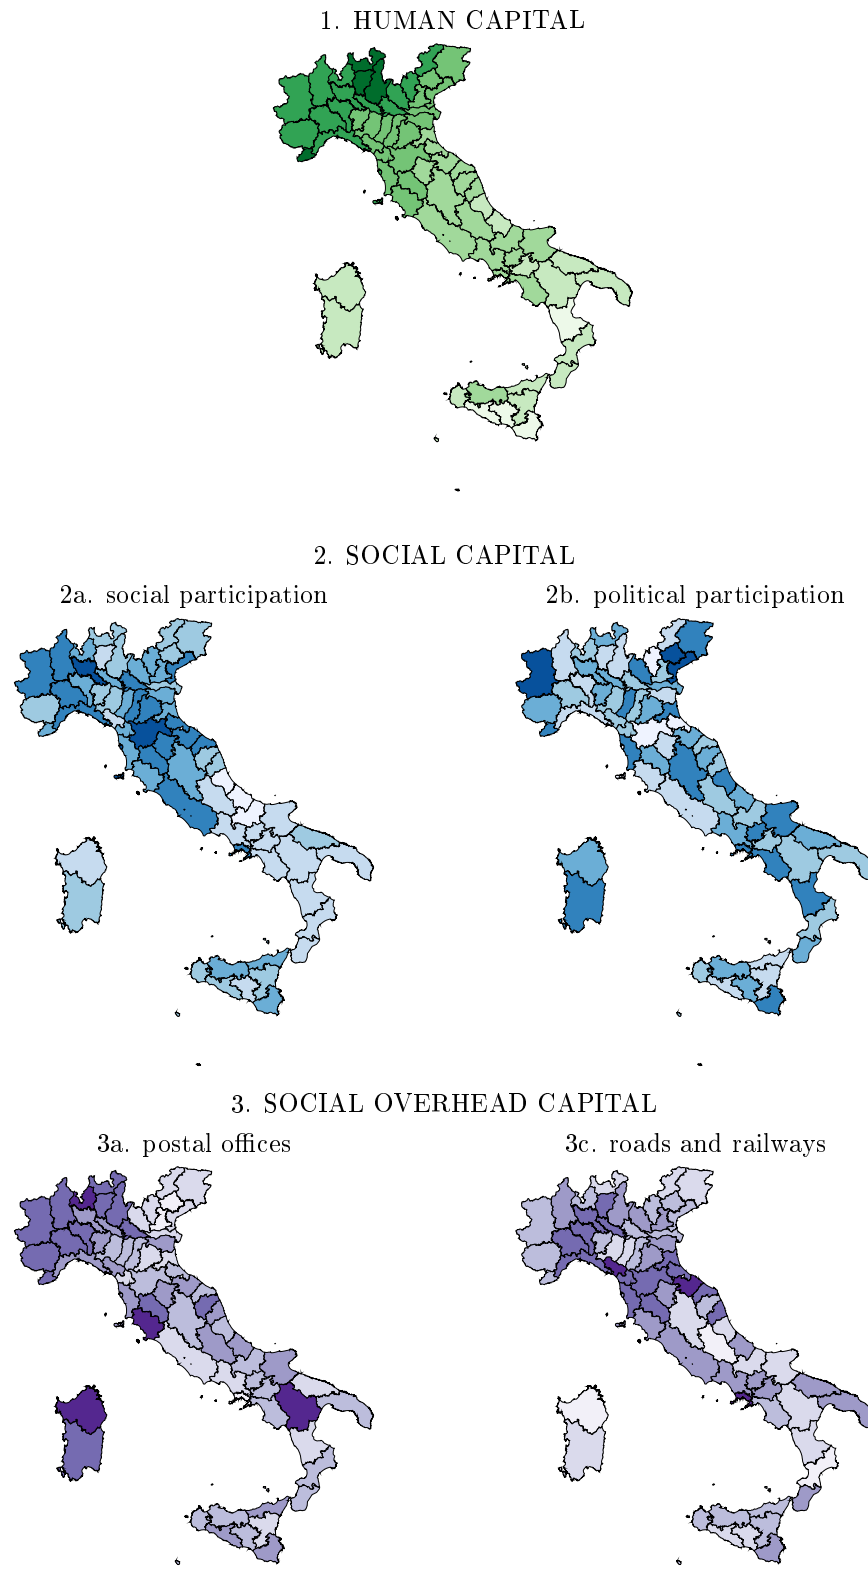 1. HUMAN CAPITAL
2. SOCIAL CAPITAL
2a. social participation
2b. political participation
3. SOCIAL OVERHEAD CAPITAL
3a. postal offices
3c. roads and railways